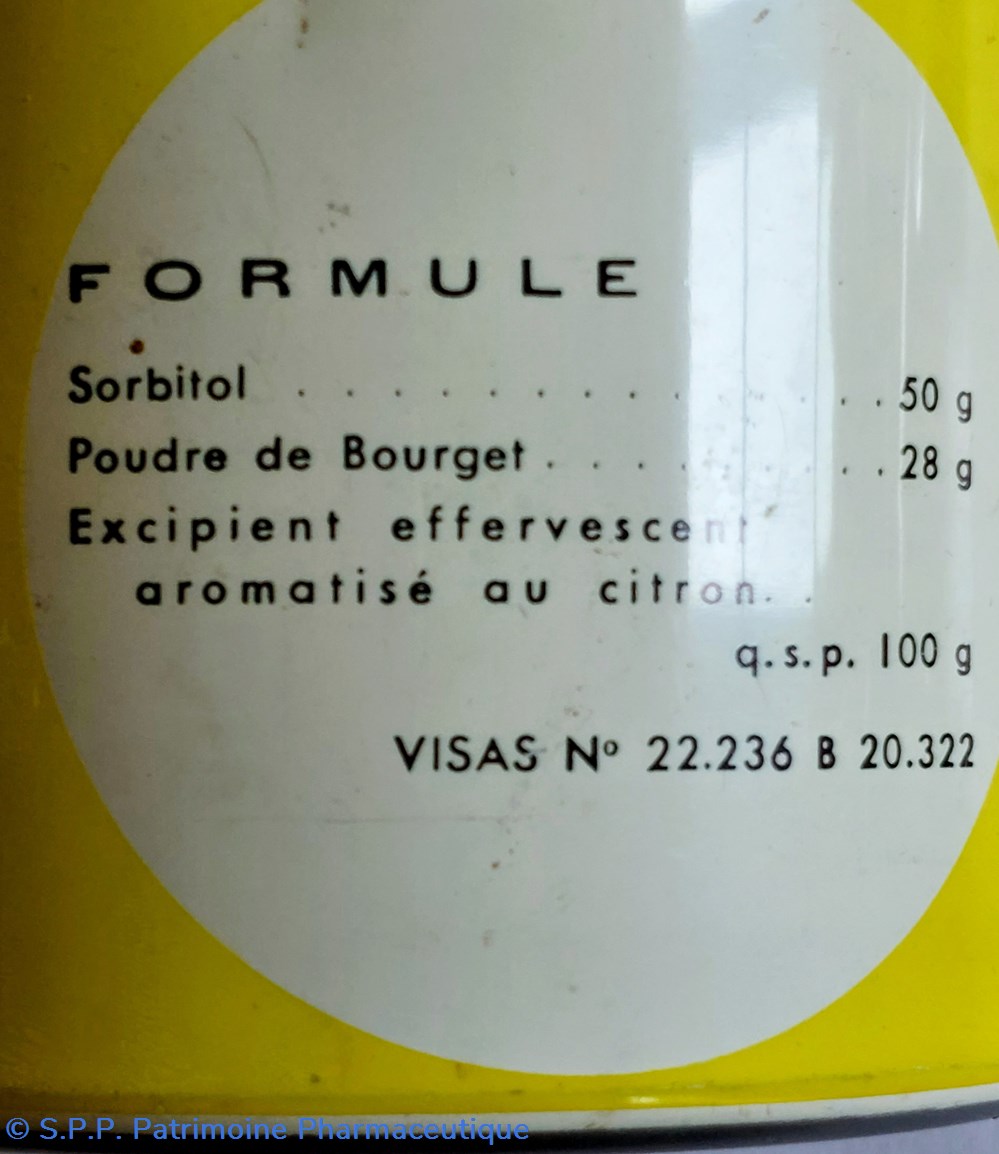 FORMULE
Sorbitol . . . . . . . . . . . . . . 50 g
Poudre de Bourget . . . . . . . . . 28 g
Excipient effervescent
aromatisé au citron. .
q.s.p. 100 g
VISAS Nº 22.236 B 20.322
© S.P.P. Patrimoine Pharmaceutique